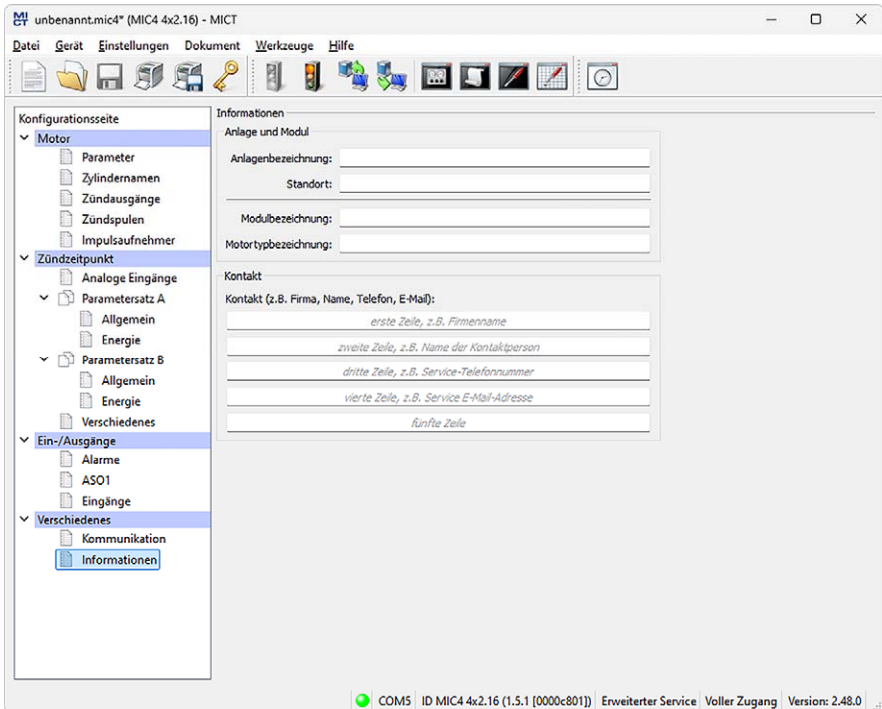 MICT unbenannt.mic4* (MIC4 4x2.16) - MICT
Datei Gerät Einstellungen Dokument Werkzeuge Hilfe
Konfigurationsseite
Motor
Parameter
Zylindernamen
Zündausgänge
Zündspulen
Impulsaufnehmer
Zündzeitpunkt
Analoge Eingänge
Parametersatz A
Allgemein
Energie
Parametersatz B
Allgemein
Energie
Verschiedenes
Ein-/Ausgänge
Alarme
ASO1
Eingänge
Verschiedenes
Kommunikation
Informationen
Informationen
Anlage und Modul
Anlagenbezeichnung:
Standort:
Modulbezeichnung:
Motortypbezeichnung:
Kontakt
Kontakt (z.B. Firma, Name, Telefon, E-Mail):
erste Zeile, z.B. Firmenname
zweite Zeile, z.B. Name der Kontaktperson
dritte Zeile, z.B. Service-Telefonnummer
vierte Zeile, z.B. Service E-Mail-Adresse
fünfte Zeile
COM5 ID MIC4 4x2.16 (1.5.1 [0000c801]) Erweiterter Service Voller Zugang Version: 2.48.0